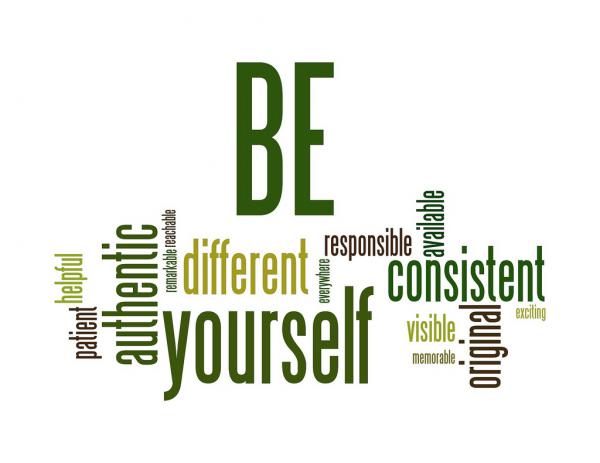 BE
helpful
patient
authentic
remarkable reachable
different
everywhere
yourself
responsible
available
consistent
visible
memorable
original
exciting